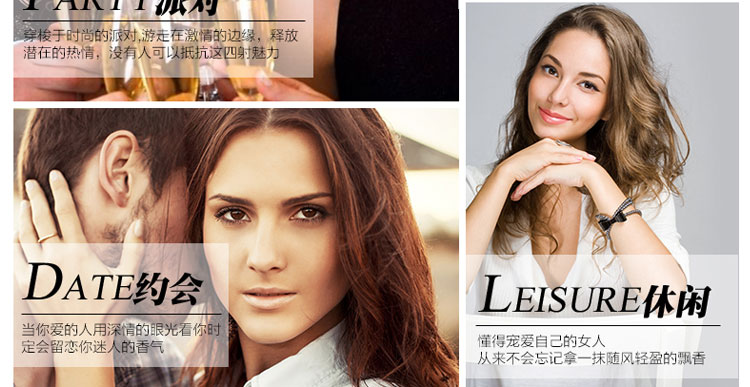 PARTY派对
穿梭于时尚的派对,游走在激情的边缘，释放
潜在的热情，没有人可以抵抗这四射魅力
DATE约会
当你爱的人用深情的眼光看你时
定会留恋你迷人的香气
LEISURE休闲
懂得宠爱自己的女人
从来不会忘记拿一抹随风轻盈的飘香